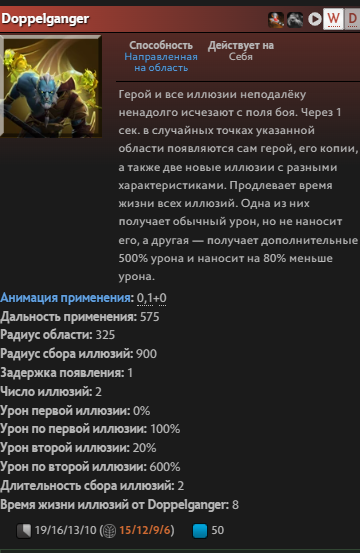 Doppelganger W D
Способность Действует на
Направленная Себя
на область
Герой и все иллюзии неподалёку
ненадолго исчезают с поля боя. Через 1
сек. в случайных точках указанной
области появляются сам герой, его копии,
а также две новые иллюзии с разными
характеристиками. Продлевает время
жизни всех иллюзий. Одна из них
получает обычный урон, но не наносит
его, а другая — получает дополнительные
500% урона и наносит на 80% меньше
урона.
Анимация применения: 0,1+0
Дальность применения: 575
Радиус области: 325
Радиус сбора иллюзий: 900
Задержка появления: 1
Число иллюзий: 2
Урон первой иллюзии: 0%
Урон по первой иллюзии: 100%
Урон второй иллюзии: 20%
Урон по второй иллюзии: 600%
Длительность сбора иллюзий: 2
Время жизни иллюзий от Doppelganger: 8
19/16/13/10 ( 15/12/9/6) 50